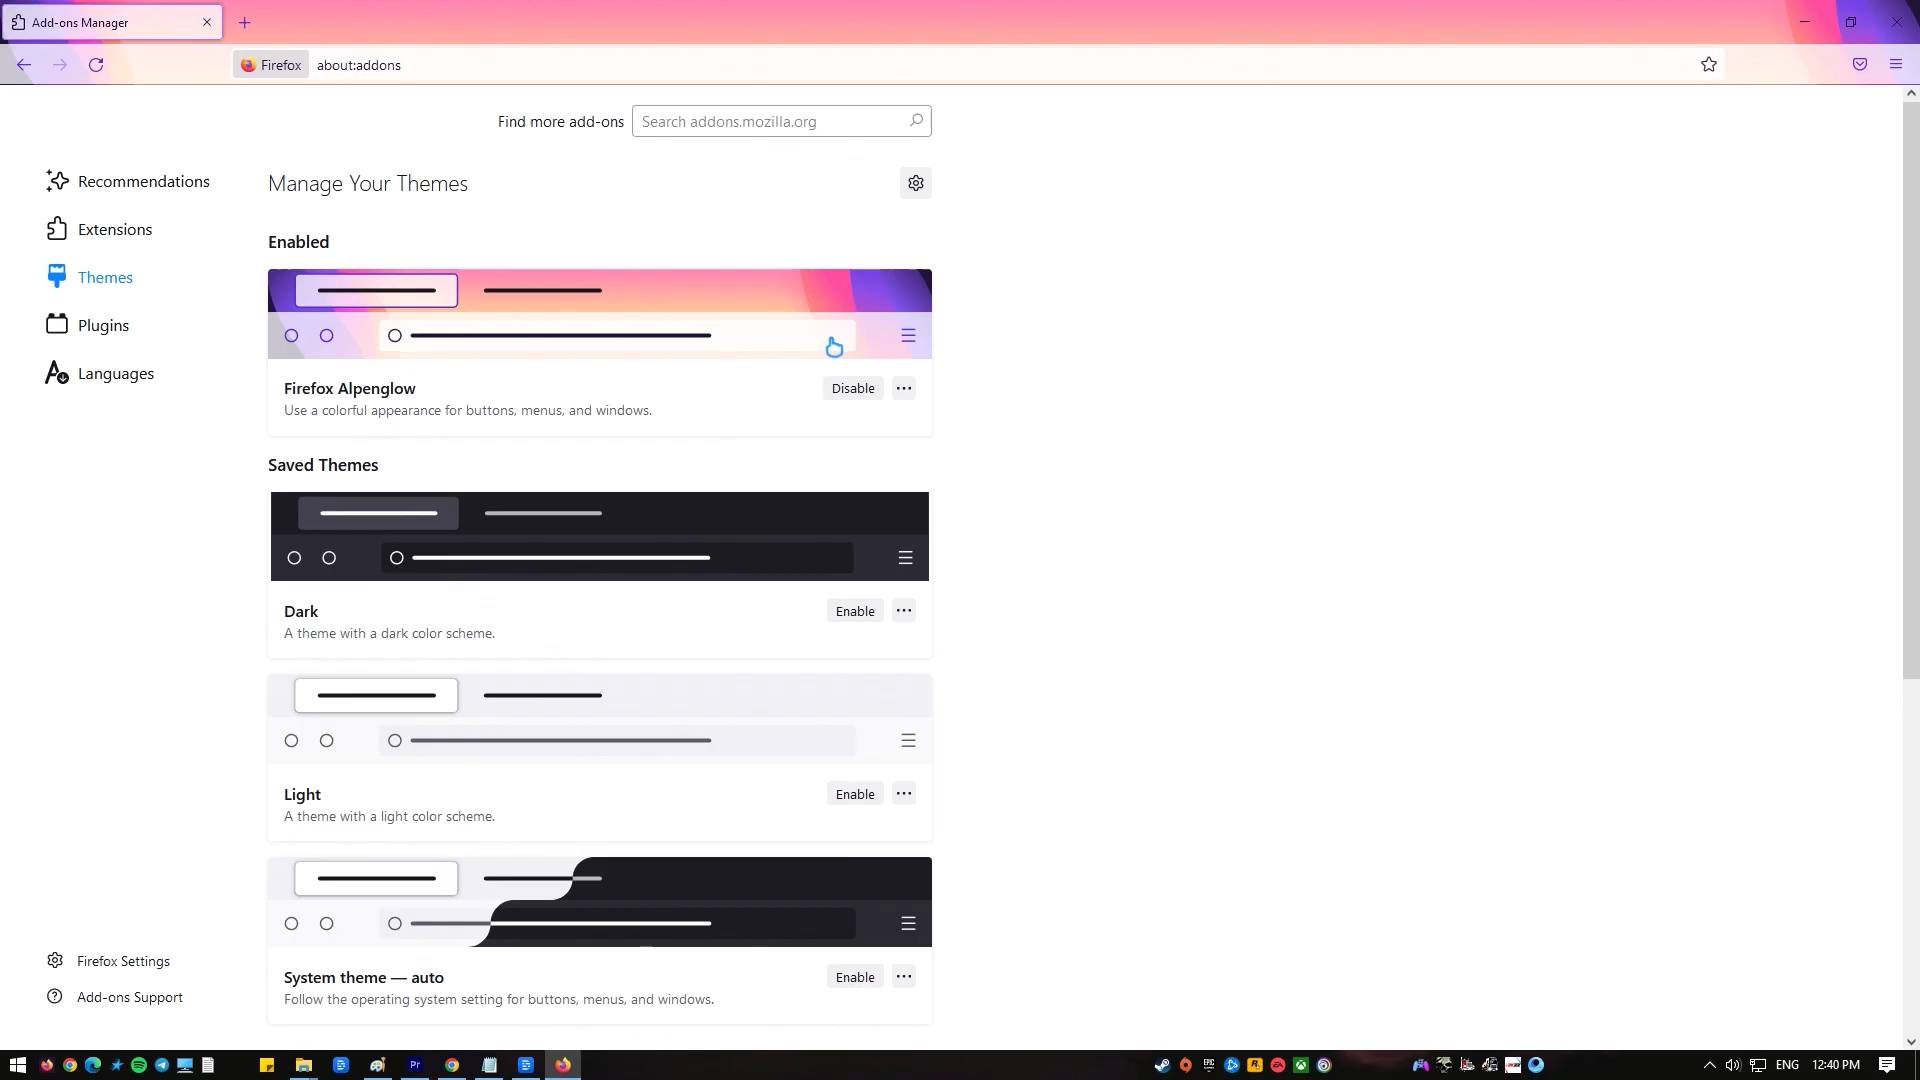 Add-ons Manager
Firefox about:addons
Find more add-ons Search addons.mozilla.org
Recommendations
Extensions
Themes
Plugins
Languages
Firefox Settings
Add-ons Support
Manage Your Themes
Enabled
Firefox Alpenglow Disable
Use a colorful appearance for buttons, menus, and windows.
Saved Themes
Dark Enable
A theme with a dark color scheme.
Light Enable
A theme with a light color scheme.
System theme — auto Enable
Follow the operating system setting for buttons, menus, and windows.
Pr EPIC R EA ENG 12:40 PM